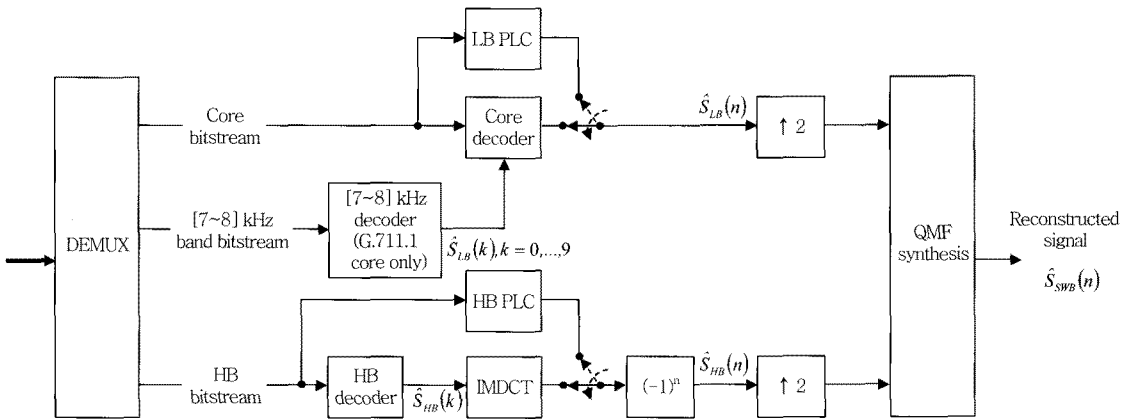 LB PLC
Core
bitstream
Core
decoder
Ŝ_LB(n)
↑ 2
DEMUX
[7~8] kHz
band bitstream
[7~8] kHz
decoder
(G.711.1
core only)
Ŝ_LB(k), k = 0,...,9
QMF
synthesis
Reconstructed
signal
Ŝ_SWB(n)
HB PLC
HB
bitstream
HB
decoder
Ŝ_HB(k)
IMDCT
(-1)ⁿ
Ŝ_HB(n)
↑ 2